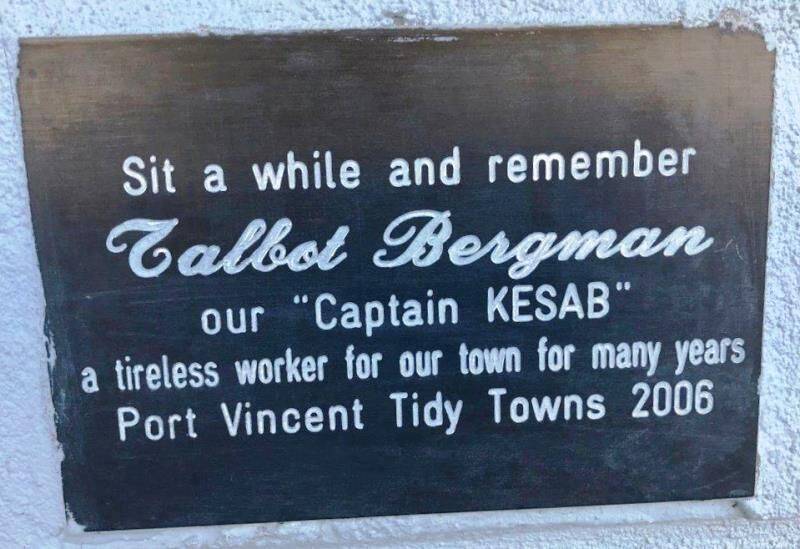 Sit a while and remember
Talbot Bergman
our "Captain KESAB"
a tireless worker for our town for many years
Port Vincent Tidy Towns 2006